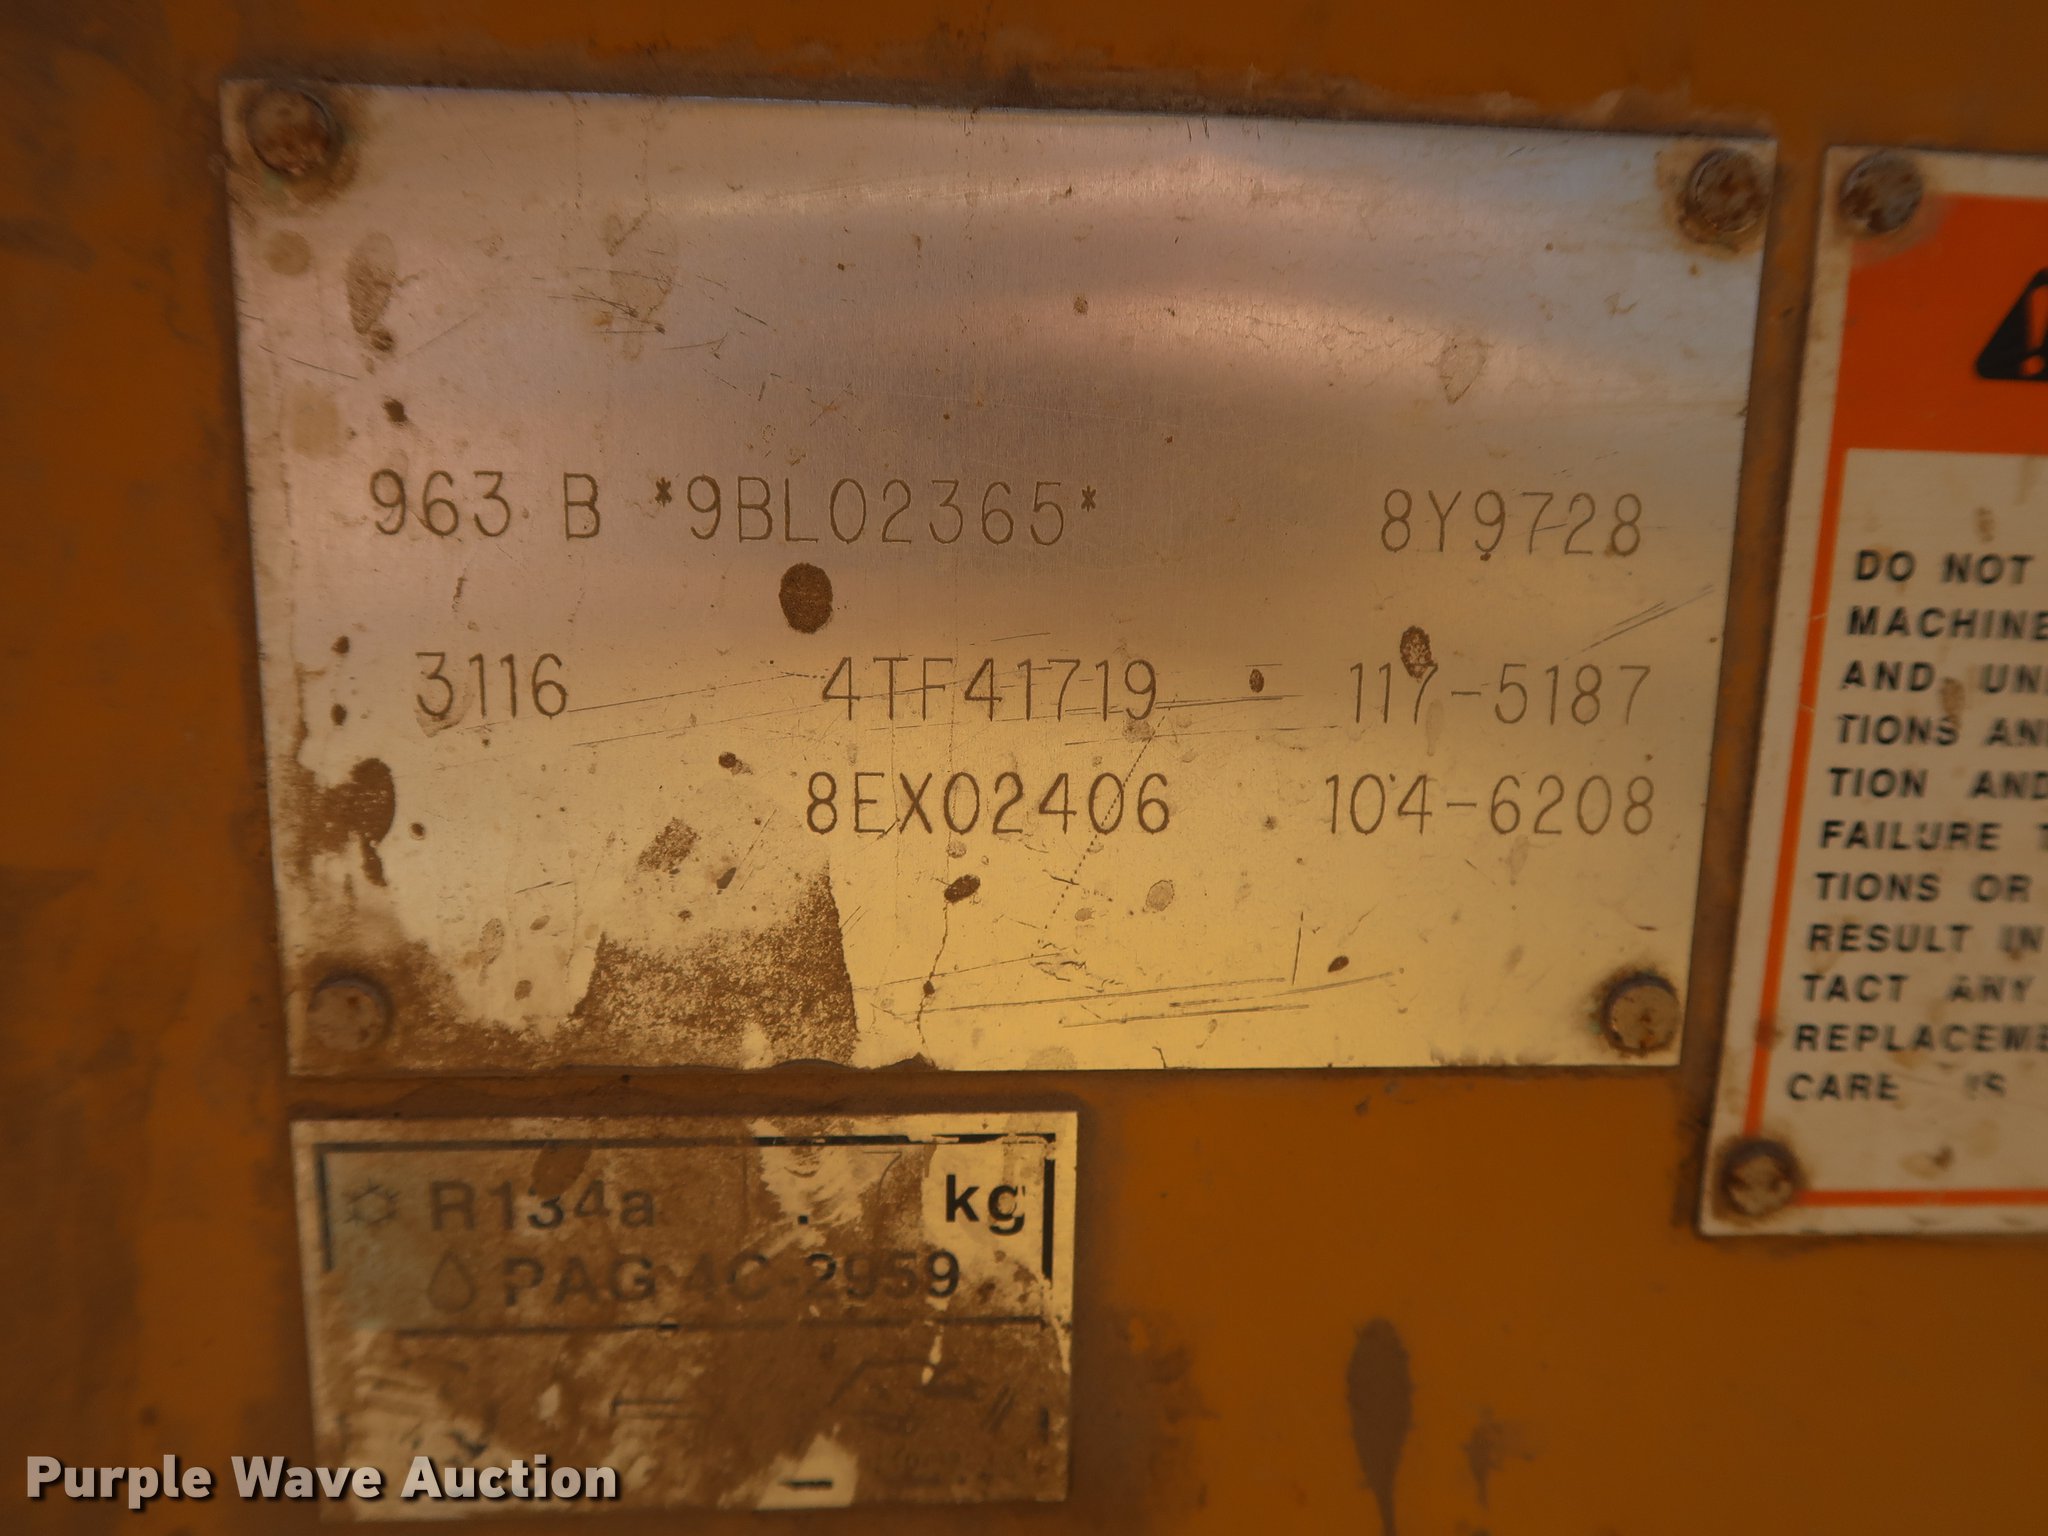 963 B *9BL02365* 8Y9728
3116 4TF41719 117-5187
8EX02406 104-6208
DO NOT
MACHINE
AND UNI
TIONS AN
TION AND
FAILURE T
TIONS OR
RESULT IN
TACT ANY
REPLACEME
CARE IS
R134a . kg
PAG 4C-2959
Purple Wave Auction